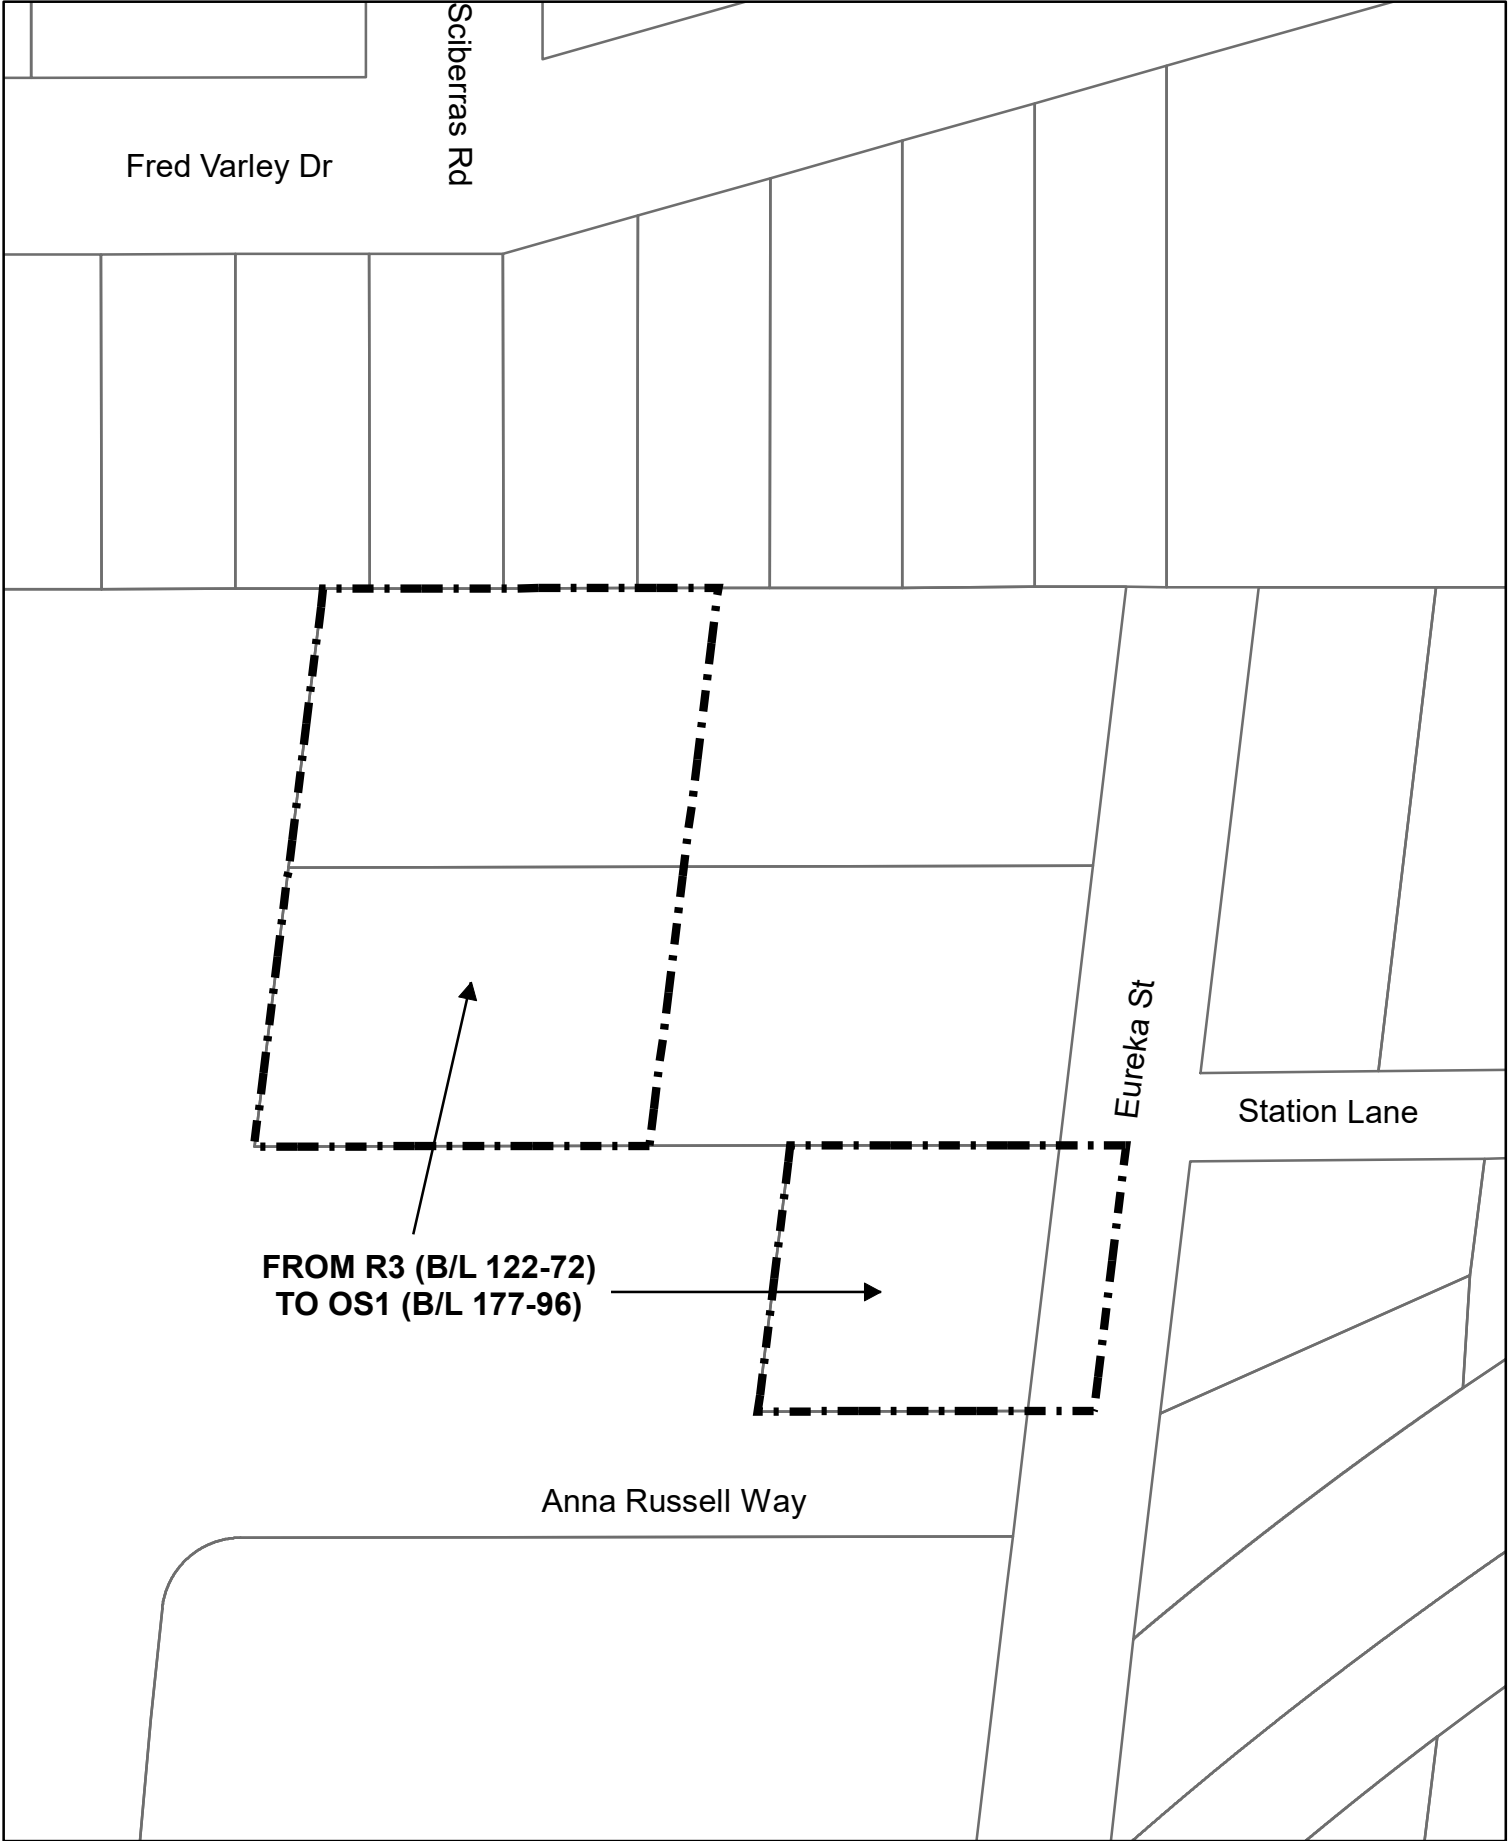 Sciberras Rd
Fred Varley Dr
Eureka St
Station Lane
FROM R3 (B/L 122-72)
TO OS1 (B/L 177-96)
Anna Russell Way